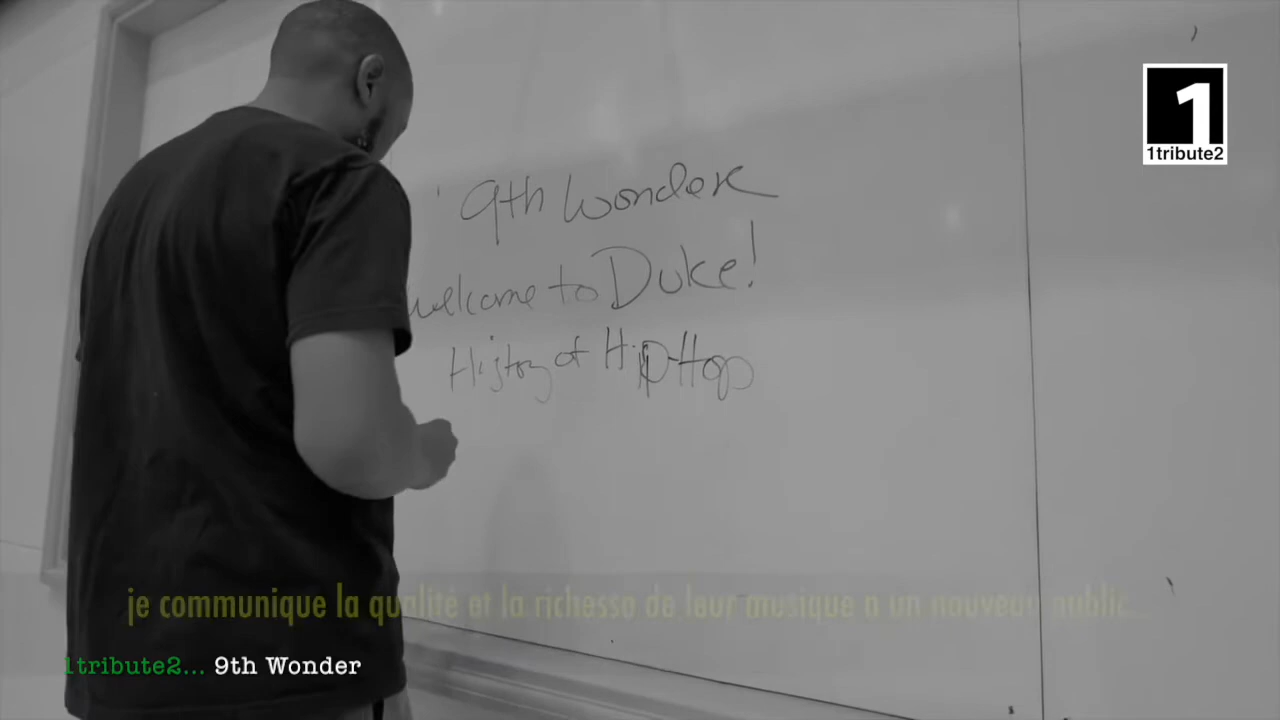 1
1tribute2
9th Wonder
welcome to Duke!
History of Hip-Hop
je communique la qualité et la richesse de leur musique a un nouveau public
1tribute2... 9th Wonder